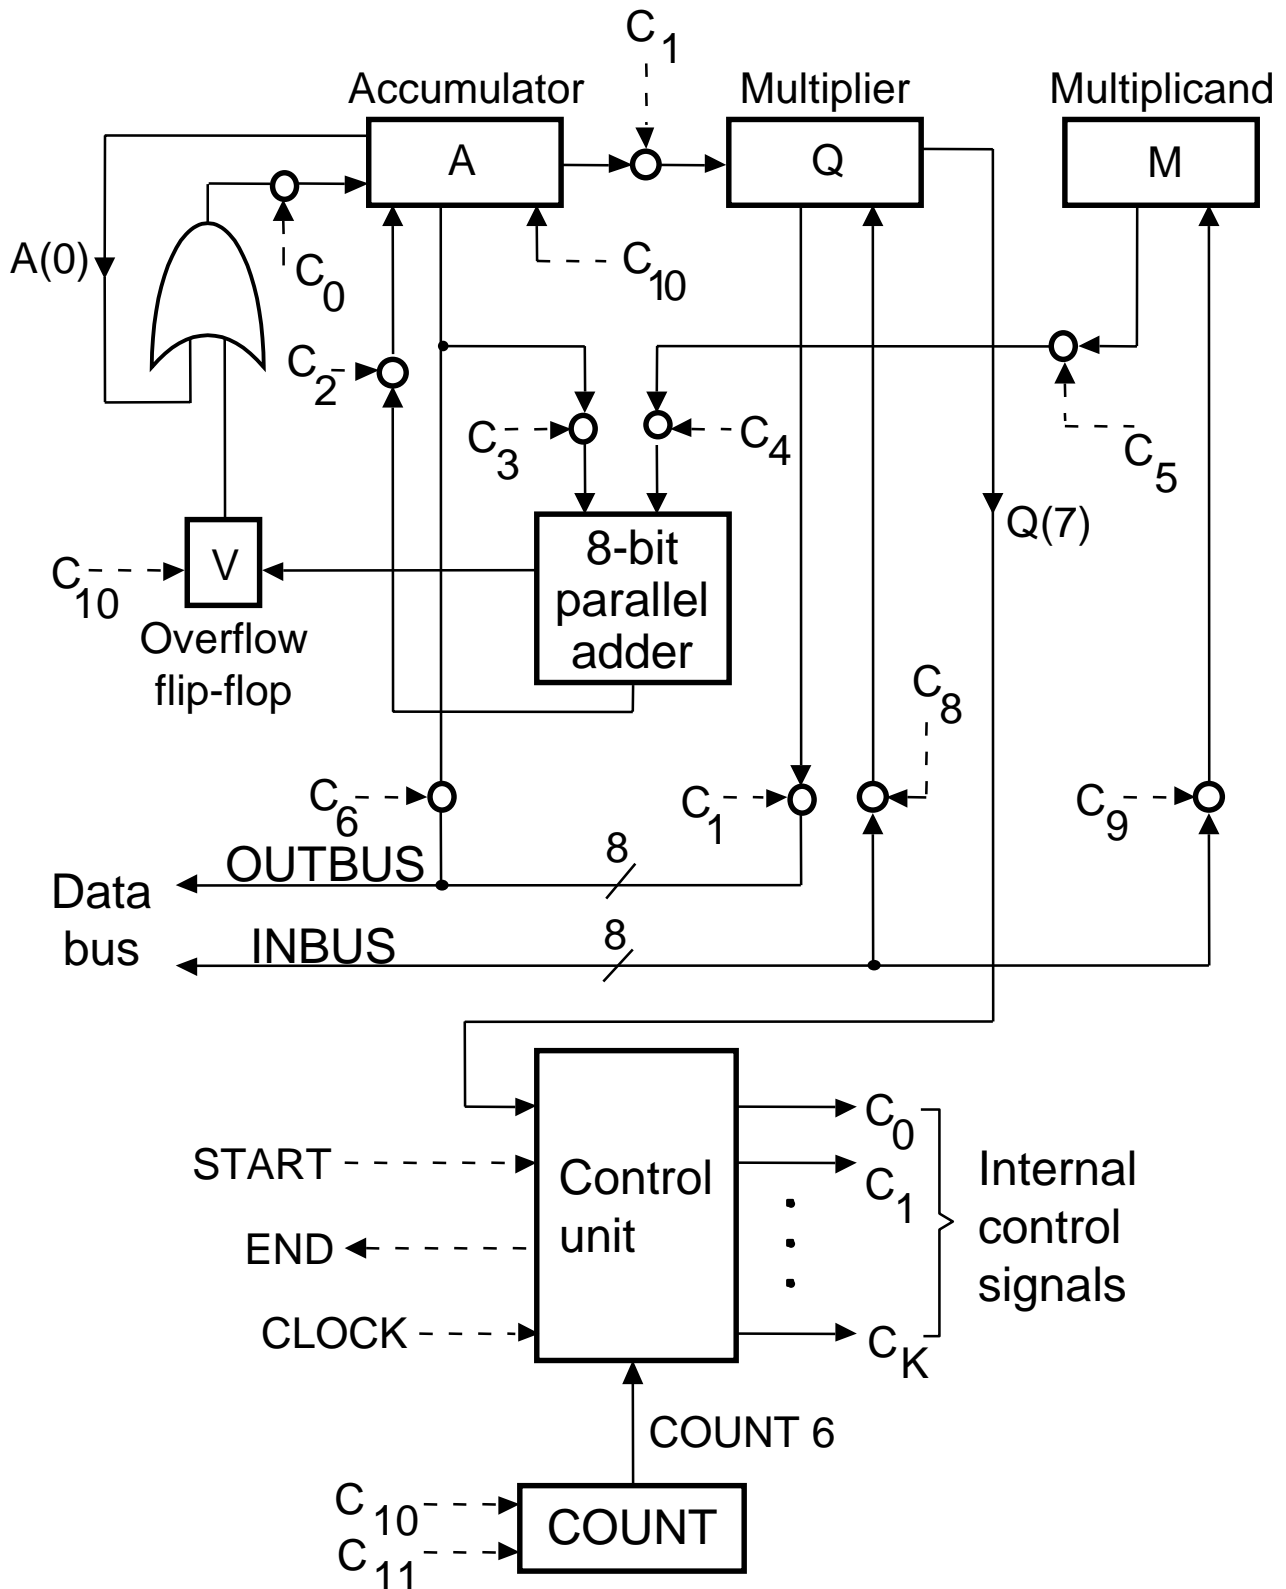 C1
Accumulator
Multiplier
Multiplicand
A
Q
M
A(0)
C0
C10
C2
C3
C4
C5
Q(7)
C10
V
8-bit
parallel
adder
Overflow
flip-flop
C8
C6
C1
C9
OUTBUS
8
Data
bus
INBUS
8
C0
START
Control
unit
C1
Internal
control
signals
END
CLOCK
CK
COUNT 6
C10
COUNT
C11